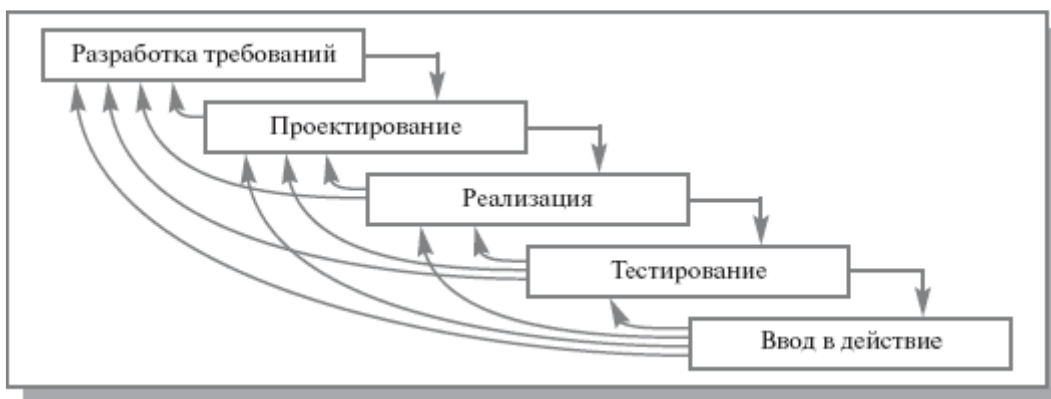 Разработка требований
Проектирование
Реализация
Тестирование
Ввод в действие